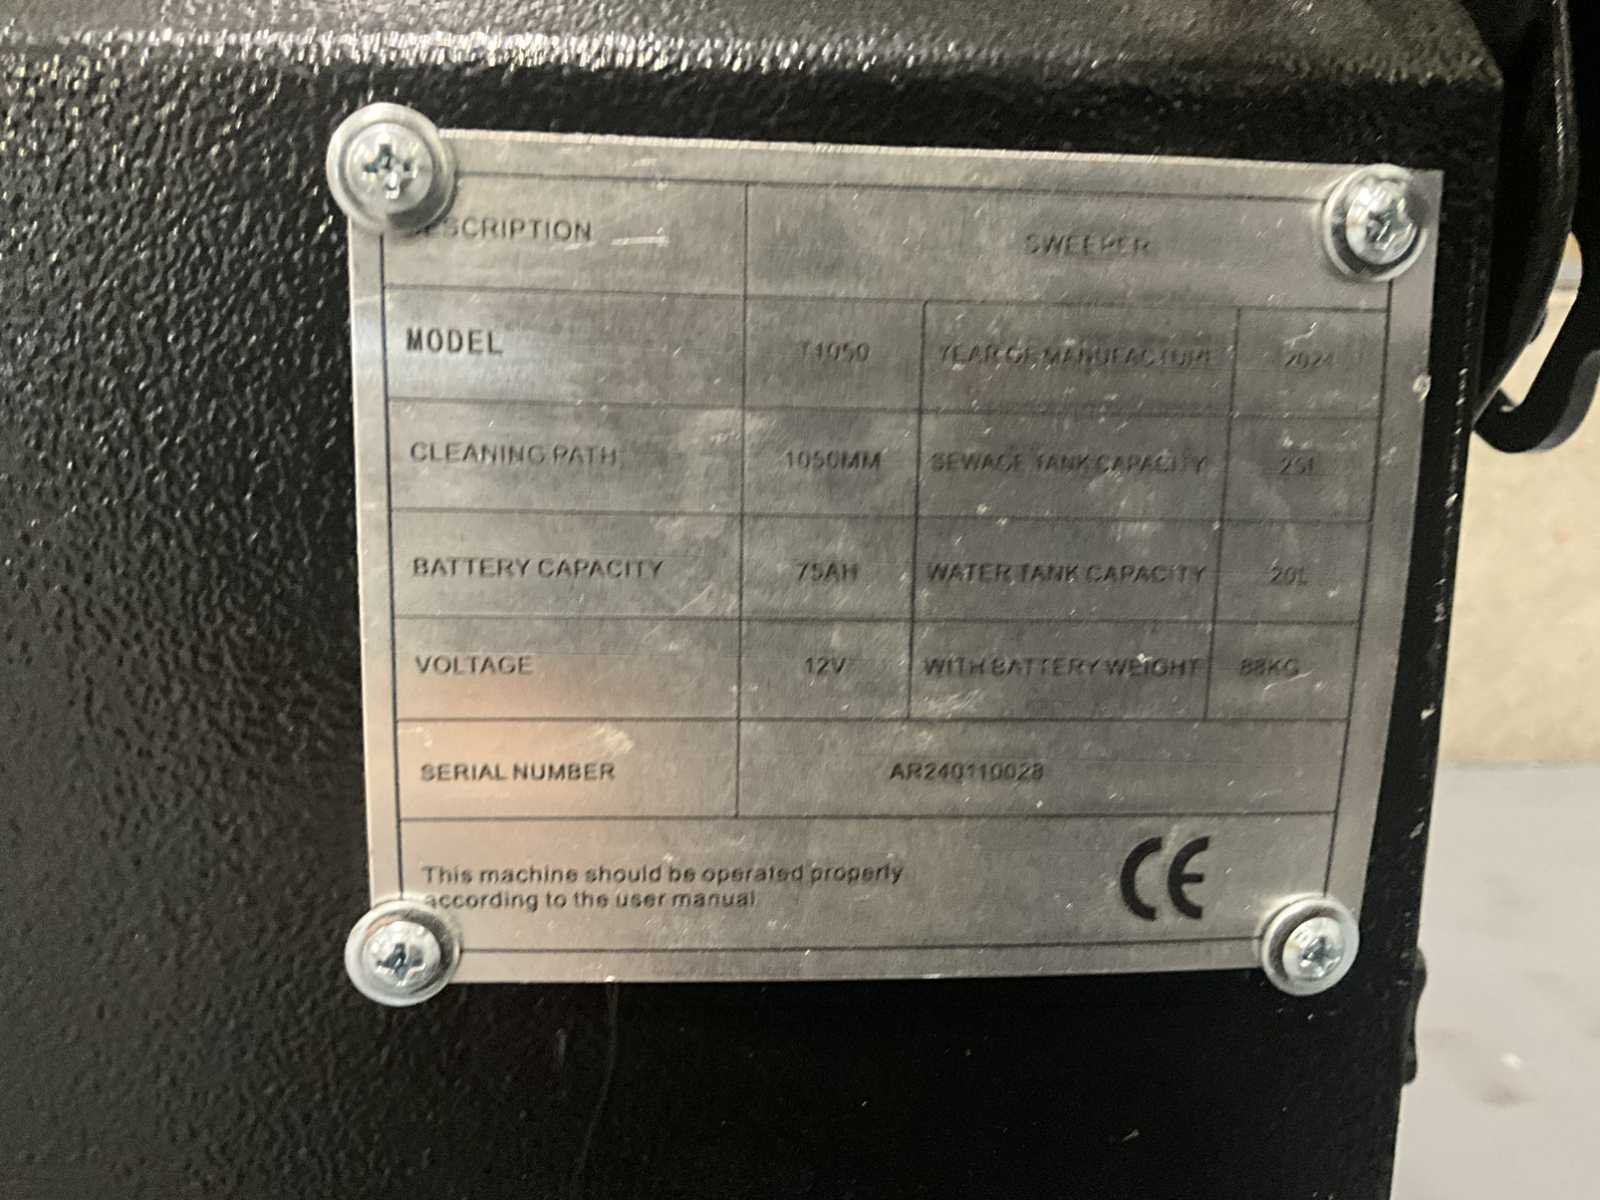 DESCRIPTION SWEEPER
MODEL T1050 YEAR OF MANUFACTURE 2024
CLEANING PATH 1050MM SEWAGE TANK CAPACITY 25L
BATTERY CAPACITY 75AH WATER TANK CAPACITY 20L
VOLTAGE 12V WITH BATTERY WEIGHT 88KG
SERIAL NUMBER AR240110028
This machine should be operated properly
according to the user manual
CE